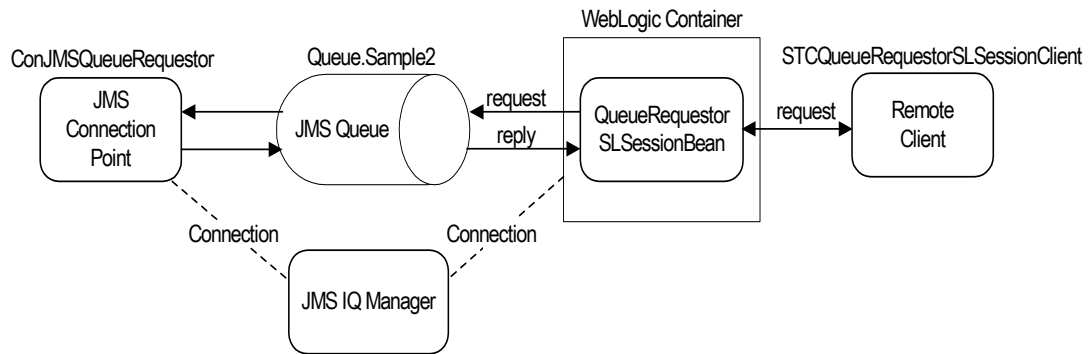 WebLogic Container
ConJMSQueueRequestor
Queue.Sample2
STCQueueRequestorSLSessionClient
JMS
Connection
Point
JMS Queue
request
reply
QueueRequestor
SLSessionBean
request
Remote
Client
Connection
Connection
JMS IQ Manager